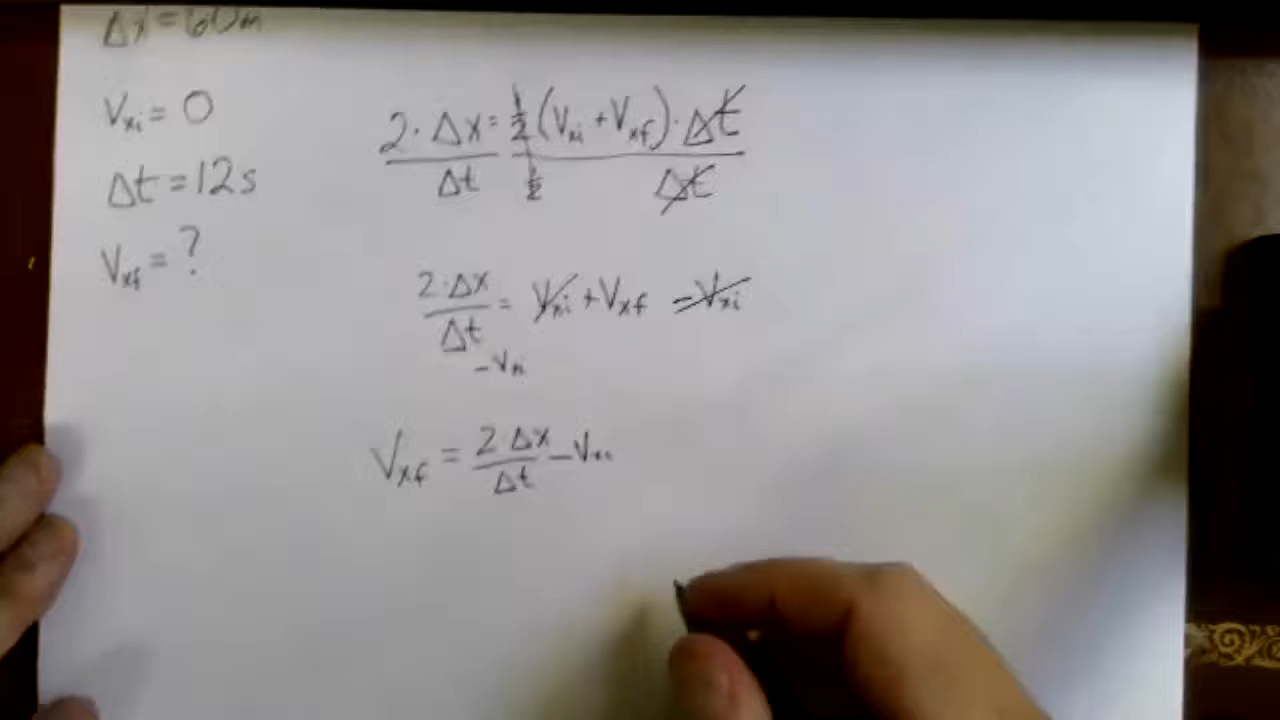 Δx = 60m
Vxi = 0
Δt = 12s
Vxf = ?
2 · Δx = 1/2 (Vxi + Vxf) · Δt
Δt 1/2 Δt
2·Δx = Vxi + Vxf - Vxi
Δt
-Vxi
Vxf = 2 Δx - Vxi
Δt